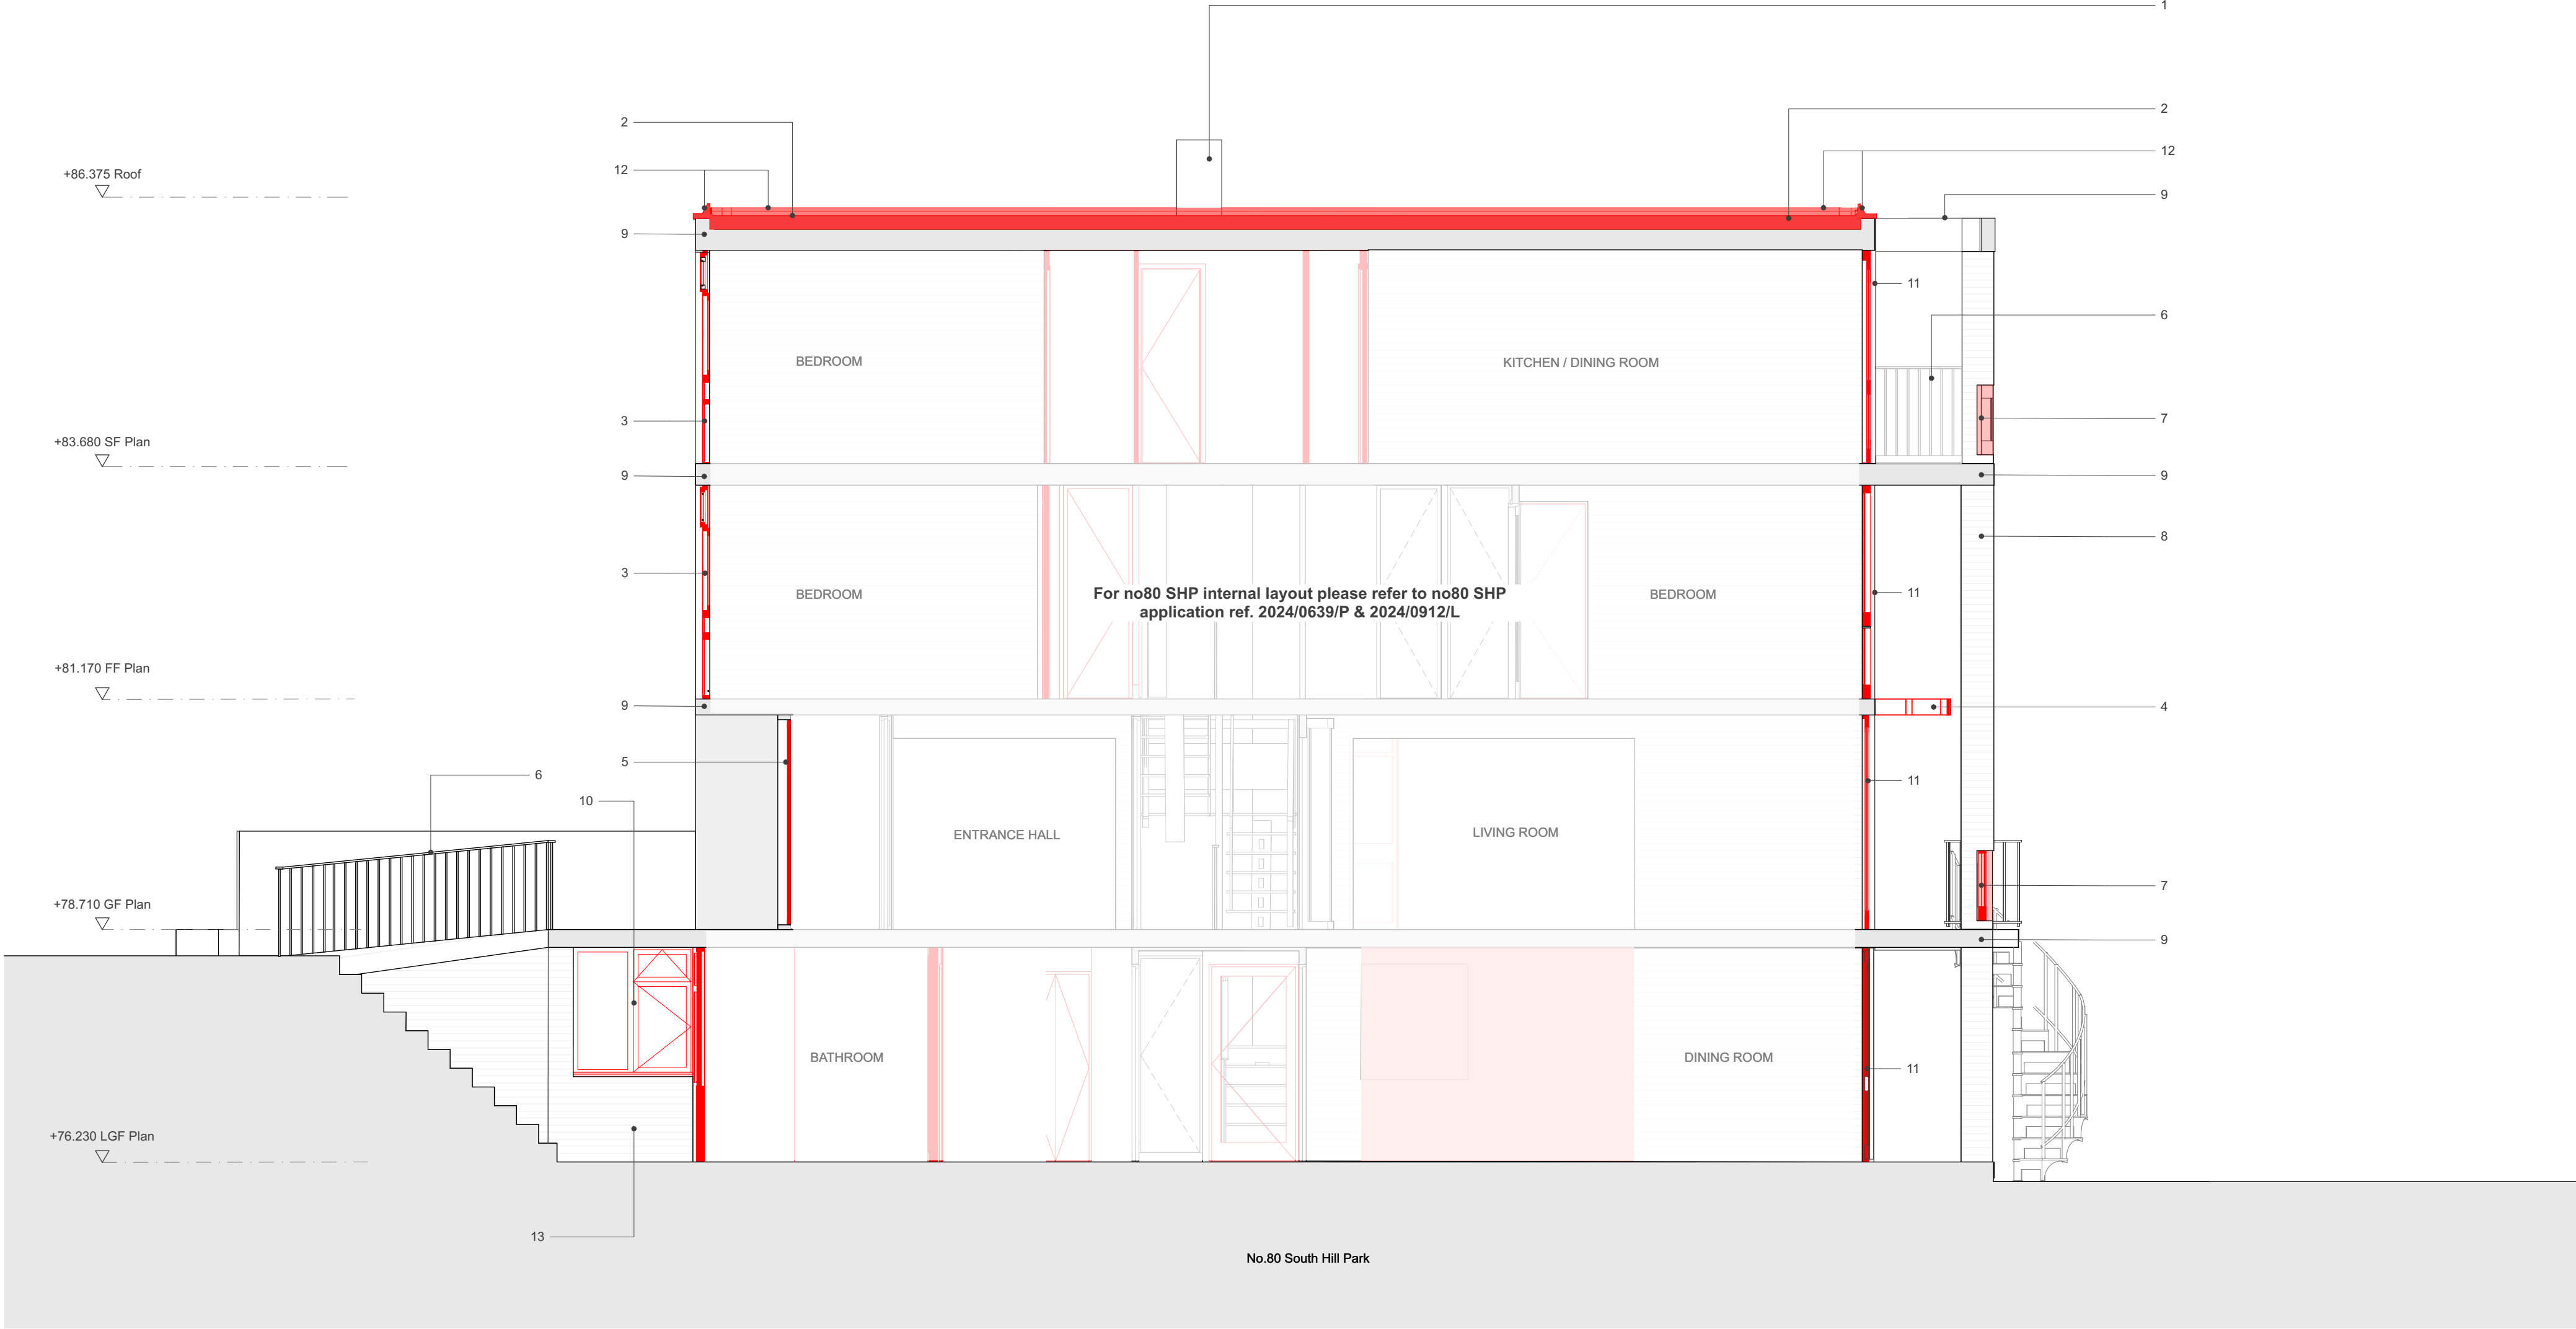 1
2
2
12
12
+86.375 Roof
9
9
11
6
BEDROOM
KITCHEN / DINING ROOM
3
7
+83.680 SF Plan
9
9
8
3
BEDROOM
For no80 SHP internal layout please refer to no80 SHP
application ref. 2024/0639/P & 2024/0912/L
BEDROOM
11
+81.170 FF Plan
9
4
5
6
11
10
ENTRANCE HALL
LIVING ROOM
7
+78.710 GF Plan
9
BATHROOM
DINING ROOM
11
+76.230 LGF Plan
13
No.80 South Hill Park